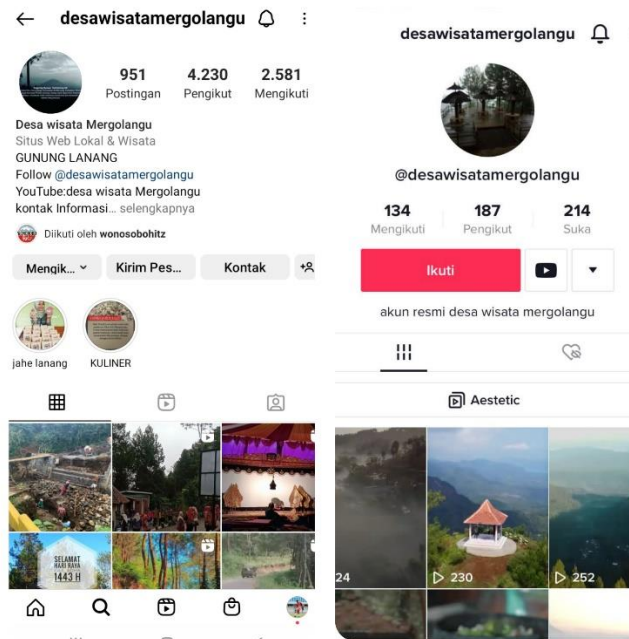 desawisatamergolangu
951 4.230 2.581
Postingan Pengikut Mengikuti
Desa wisata Mergolangu
Situs Web Lokal & Wisata
GUNUNG LANANG
Follow @desawisatamergolangu
YouTube:desa wisata Mergolangu
kontak Informasi... selengkapnya
Diikuti oleh wonosobohitz
Mengik... Kirim Pes... Kontak
jahe lanang KULINER
SELAMAT
HARI RAYA
1443 H
desawisatamergolangu
@desawisatamergolangu
134 187 214
Mengikuti Pengikut Suka
Ikuti
akun resmi desa wisata mergolangu
Aestetic
24 230 252